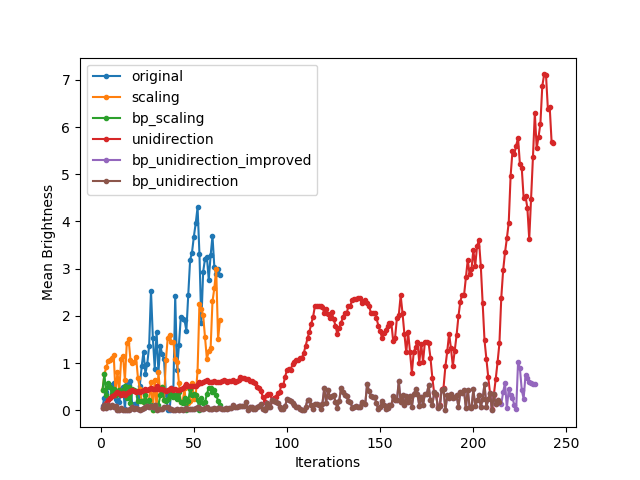 original
scaling
bp_scaling
unidirection
bp_unidirection_improved
bp_unidirection
Mean Brightness
7
6
5
4
3
2
1
0
0 50 100 150 200 250
Iterations